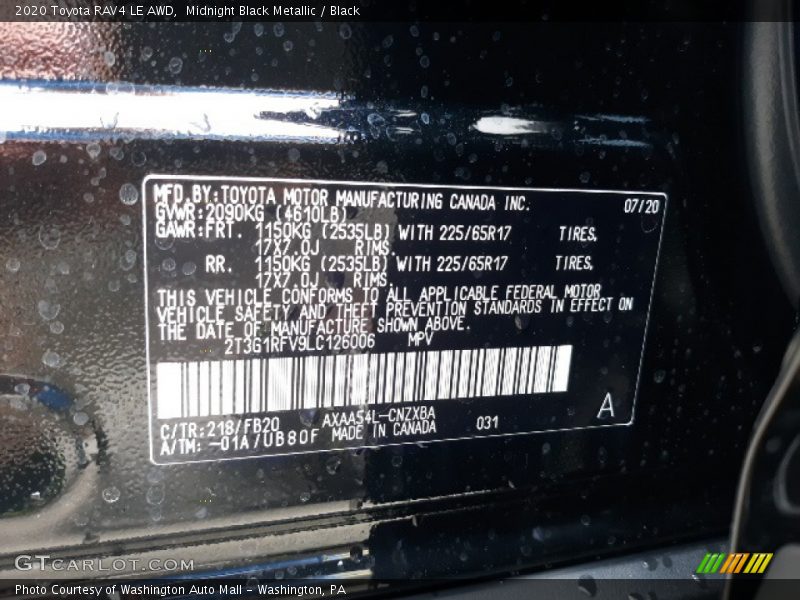 2020 Toyota RAV4 LE AWD,  Midnight Black Metallic / Black
MFD.BY:TOYOTA MOTOR MANUFACTURING CANADA INC.
07/20
GVWR:2090KG (4610LB)
GAWR:FRT. 1150KG (2535LB) WITH 225/65R17 TIRES,
17X7.0J RIMS
RR. 1150KG (2535LB) WITH 225/65R17 TIRES,
17X7.0J RIMS.
THIS VEHICLE CONFORMS TO ALL APPLICABLE FEDERAL MOTOR
VEHICLE SAFETY AND THEFT PREVENTION STANDARDS IN EFFECT ON
THE DATE OF MANUFACTURE SHOWN ABOVE.
2T3G1RFV9LC126006 MPV
C/TR:218/FB20 AXAA54L-CNZXBA 031 A
A/TM: -01A/UB80F MADE IN CANADA
GTCARLOT.COM
Photo Courtesy of Washington Auto Mall - Washington, PA